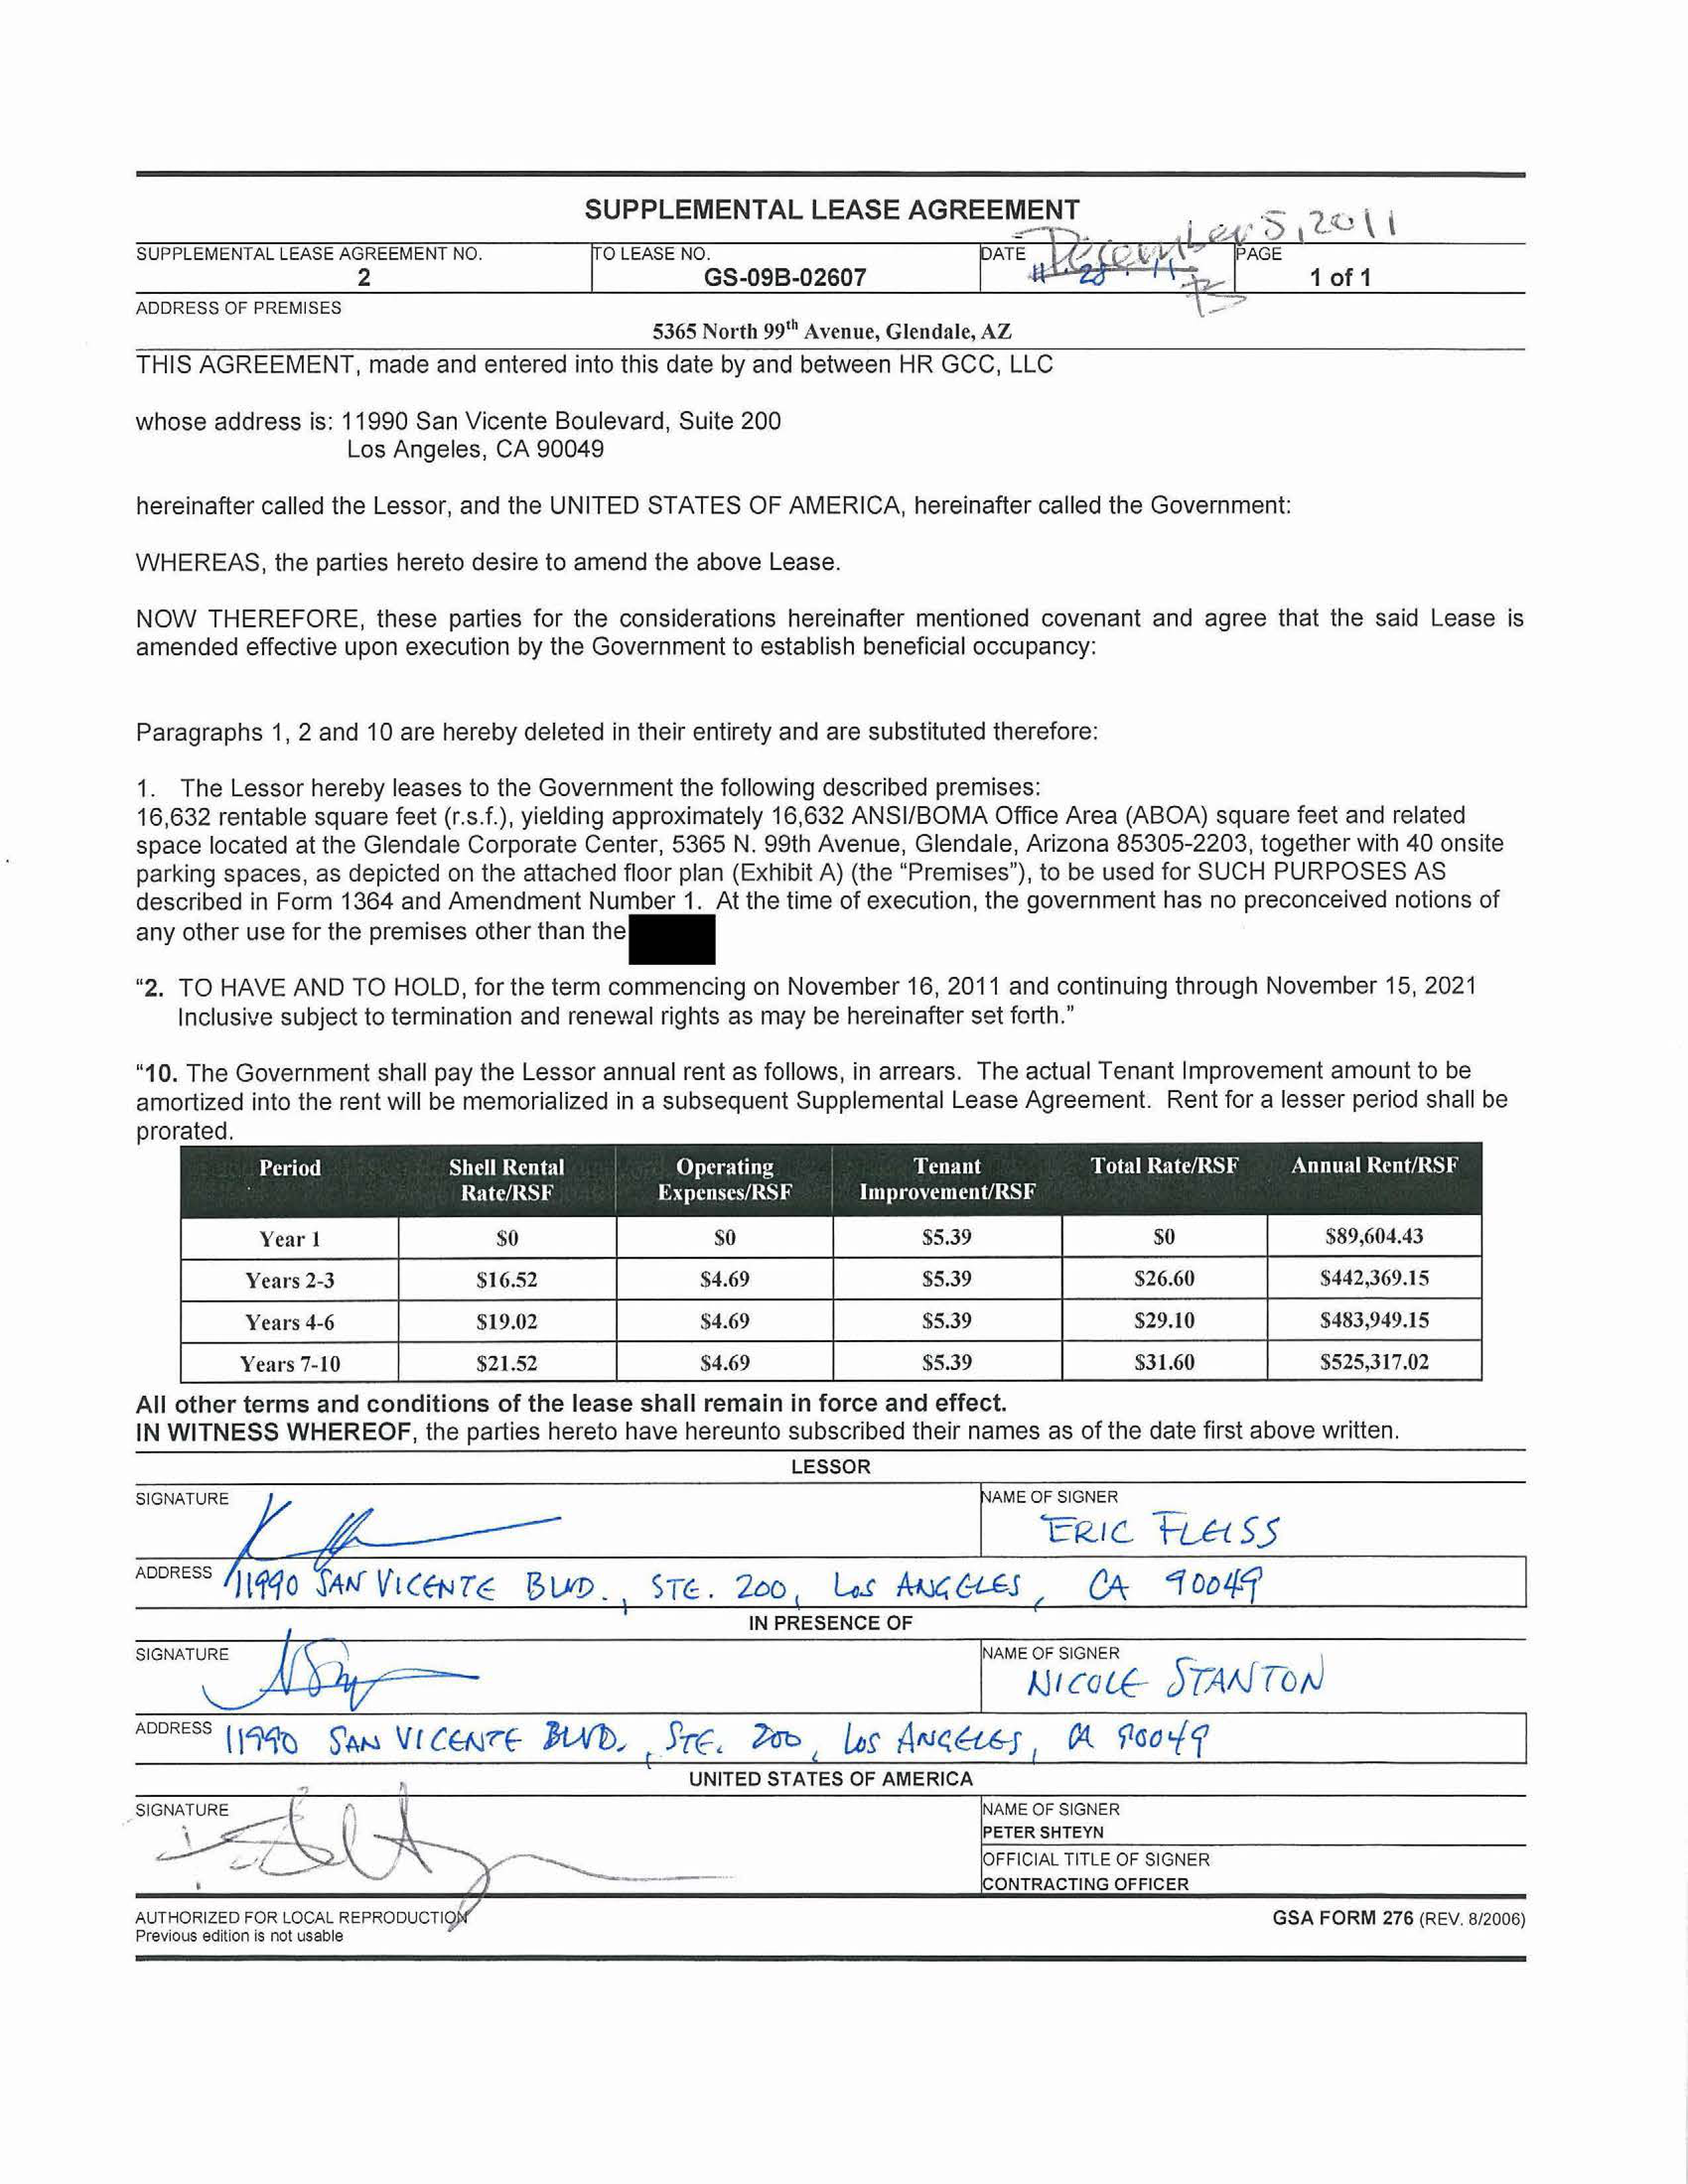 SUPPLEMENTAL LEASE AGREEMENT
SUPPLEMENTAL LEASE AGREEMENT NO.
2
TO LEASE NO.
GS-09B-02607
DATE
December 5, 2011
PAGE
1 of 1
ADDRESS OF PREMISES
5365 North 99th Avenue, Glendale, AZ
THIS AGREEMENT, made and entered into this date by and between HR GCC, LLC
whose address is: 11990 San Vicente Boulevard, Suite 200
Los Angeles, CA 90049
hereinafter called the Lessor, and the UNITED STATES OF AMERICA, hereinafter called the Government:
WHEREAS, the parties hereto desire to amend the above Lease.
NOW THEREFORE, these parties for the considerations hereinafter mentioned covenant and agree that the said Lease is
amended effective upon execution by the Government to establish beneficial occupancy:
Paragraphs 1, 2 and 10 are hereby deleted in their entirety and are substituted therefore:
1. The Lessor hereby leases to the Government the following described premises:
16,632 rentable square feet (r.s.f.), yielding approximately 16,632 ANSI/BOMA Office Area (ABOA) square feet and related
space located at the Glendale Corporate Center, 5365 N. 99th Avenue, Glendale, Arizona 85305-2203, together with 40 onsite
parking spaces, as depicted on the attached floor plan (Exhibit A) (the “Premises”), to be used for SUCH PURPOSES AS
described in Form 1364 and Amendment Number 1. At the time of execution, the government has no preconceived notions of
any other use for the premises other than the
“2. TO HAVE AND TO HOLD, for the term commencing on November 16, 2011 and continuing through November 15, 2021
Inclusive subject to termination and renewal rights as may be hereinafter set forth.”
“10. The Government shall pay the Lessor annual rent as follows, in arrears. The actual Tenant Improvement amount to be
amortized into the rent will be memorialized in a subsequent Supplemental Lease Agreement. Rent for a lesser period shall be
prorated.
Period Shell Rental Rate/RSF Operating Expenses/RSF Tenant Improvement/RSF Total Rate/RSF Annual Rent/RSF
Year 1 $0 $0 $5.39 $0 $89,604.43
Years 2-3 $16.52 $4.69 $5.39 $26.60 $442,369.15
Years 4-6 $19.02 $4.69 $5.39 $29.10 $483,949.15
Years 7-10 $21.52 $4.69 $5.39 $31.60 $525,317.02
All other terms and conditions of the lease shall remain in force and effect.
IN WITNESS WHEREOF, the parties hereto have hereunto subscribed their names as of the date first above written.
LESSOR
SIGNATURE
NAME OF SIGNER
ERIC FLEISS
ADDRESS 11990 SAN VICENTE BLVD., STE. 200, LOS ANGELES, CA 90049
IN PRESENCE OF
SIGNATURE
NAME OF SIGNER
NICOLE STANTON
ADDRESS 11990 SAN VICENTE BLVD., STE. 200, LOS ANGELES, CA 90049
UNITED STATES OF AMERICA
SIGNATURE
NAME OF SIGNER
PETER SHTEYN
OFFICIAL TITLE OF SIGNER
CONTRACTING OFFICER
AUTHORIZED FOR LOCAL REPRODUCTION
Previous edition is not usable
GSA FORM 276 (REV. 8/2006)